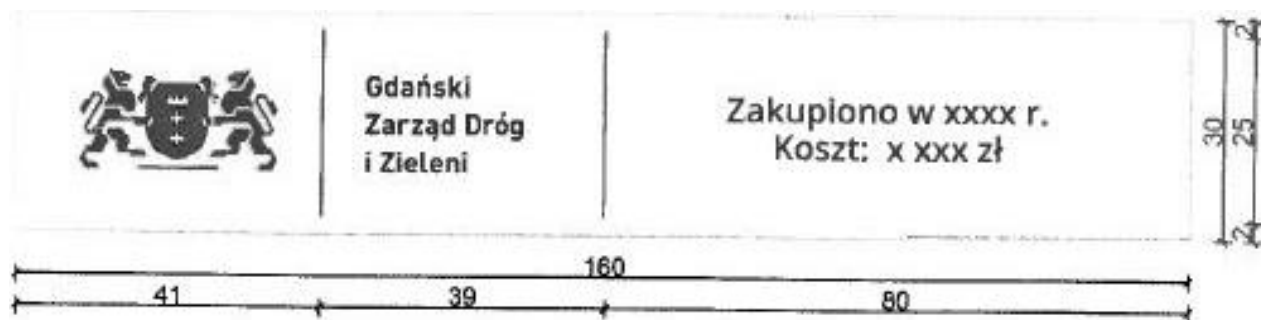 Gdański
Zarząd Dróg
i Zieleni
Zakupiono w xxxx r.
Koszt: x xxx zł
2
30
25
2
160
41
39
80